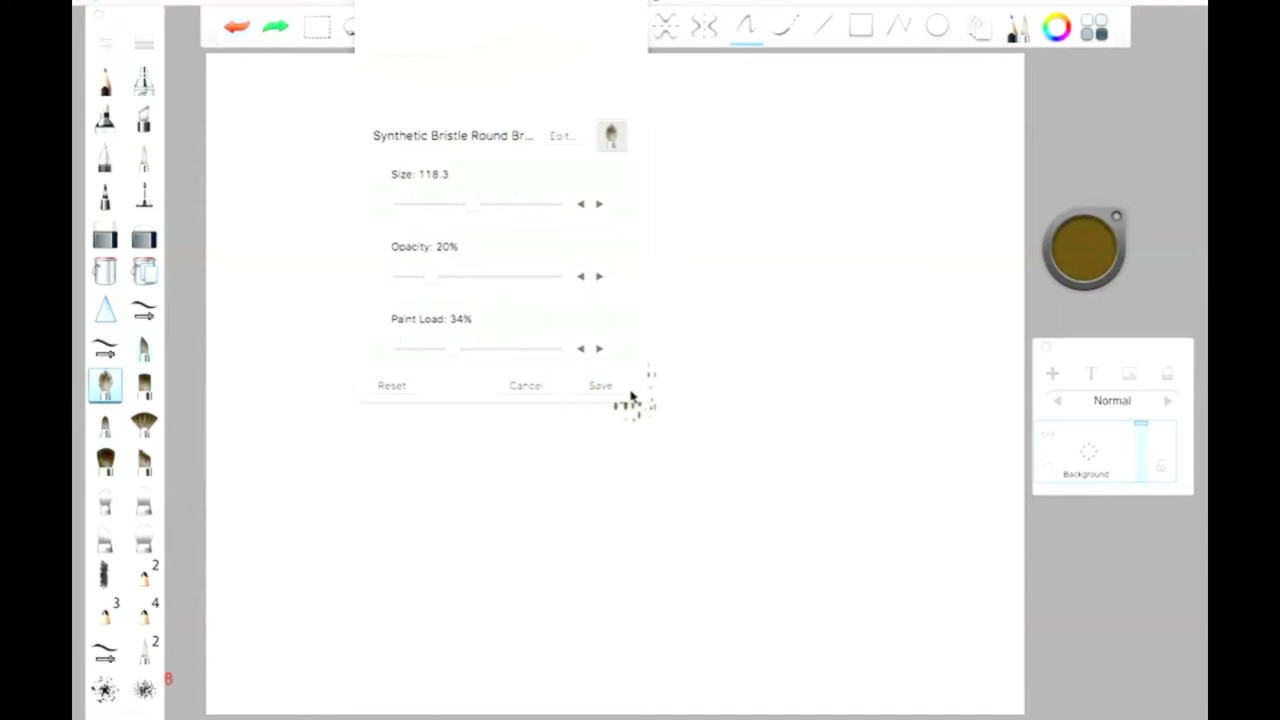 Synthetic Bristle Round Br... Edit...
Size: 118.3
Opacity: 20%
Paint Load: 34%
Reset Cancel Save
T
Normal
Background
2
3 4
2
8